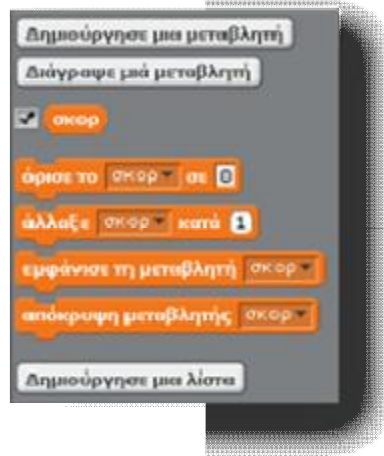 Δημιούργησε μια μεταβλητή
Διάγραψε μιά μεταβλητή
σκορ
όρισε το σκορ σε 0
άλλαξε σκορ κατά 1
εμφάνισε τη μεταβλητή σκορ
απόκρυψη μεταβλητής σκορ
Δημιούργησε μια λίστα